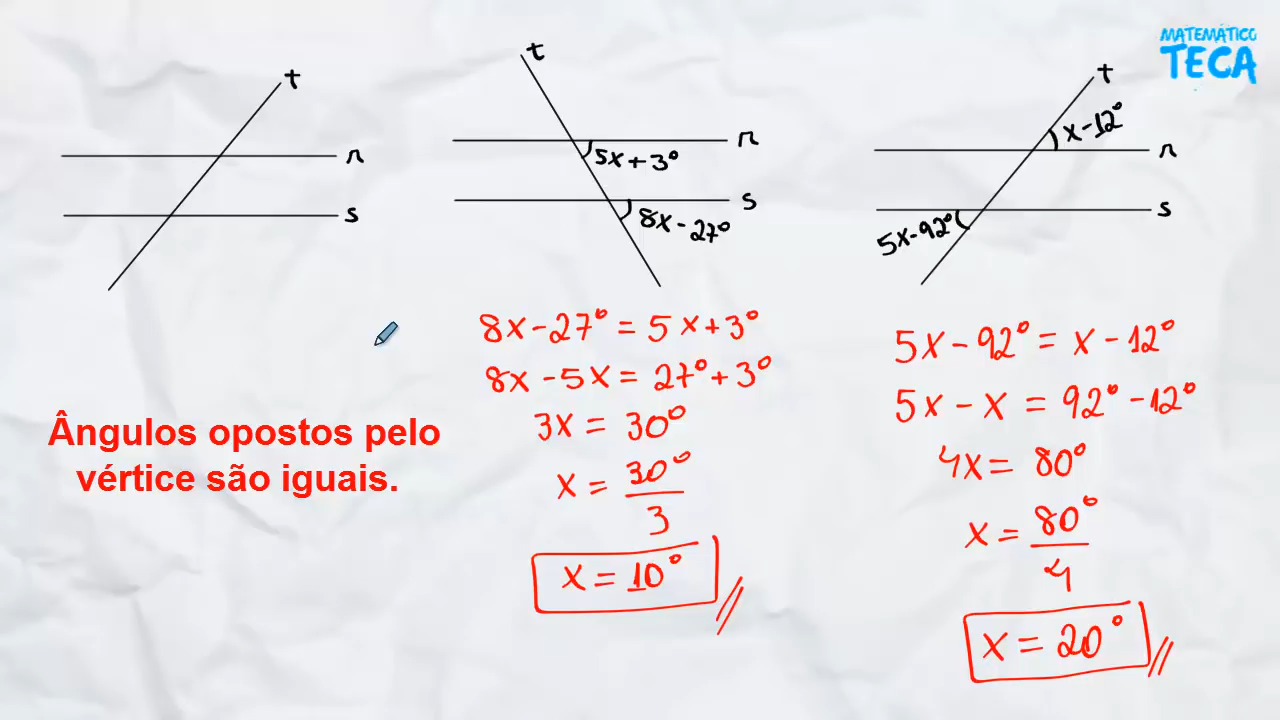 MATEMÁTICO
TECA
t
r
s
Ângulos opostos pelo
vértice são iguais.
t
r
5x + 3°
s
8x - 27°
8x - 27° = 5x + 3°
8x - 5x = 27° + 3°
3x = 30°
x = 30°
3
x = 10°
t
x - 12°
r
s
5x - 92°
5x - 92° = x - 12°
5x - x = 92° - 12°
4x = 80°
x = 80°
4
x = 20°